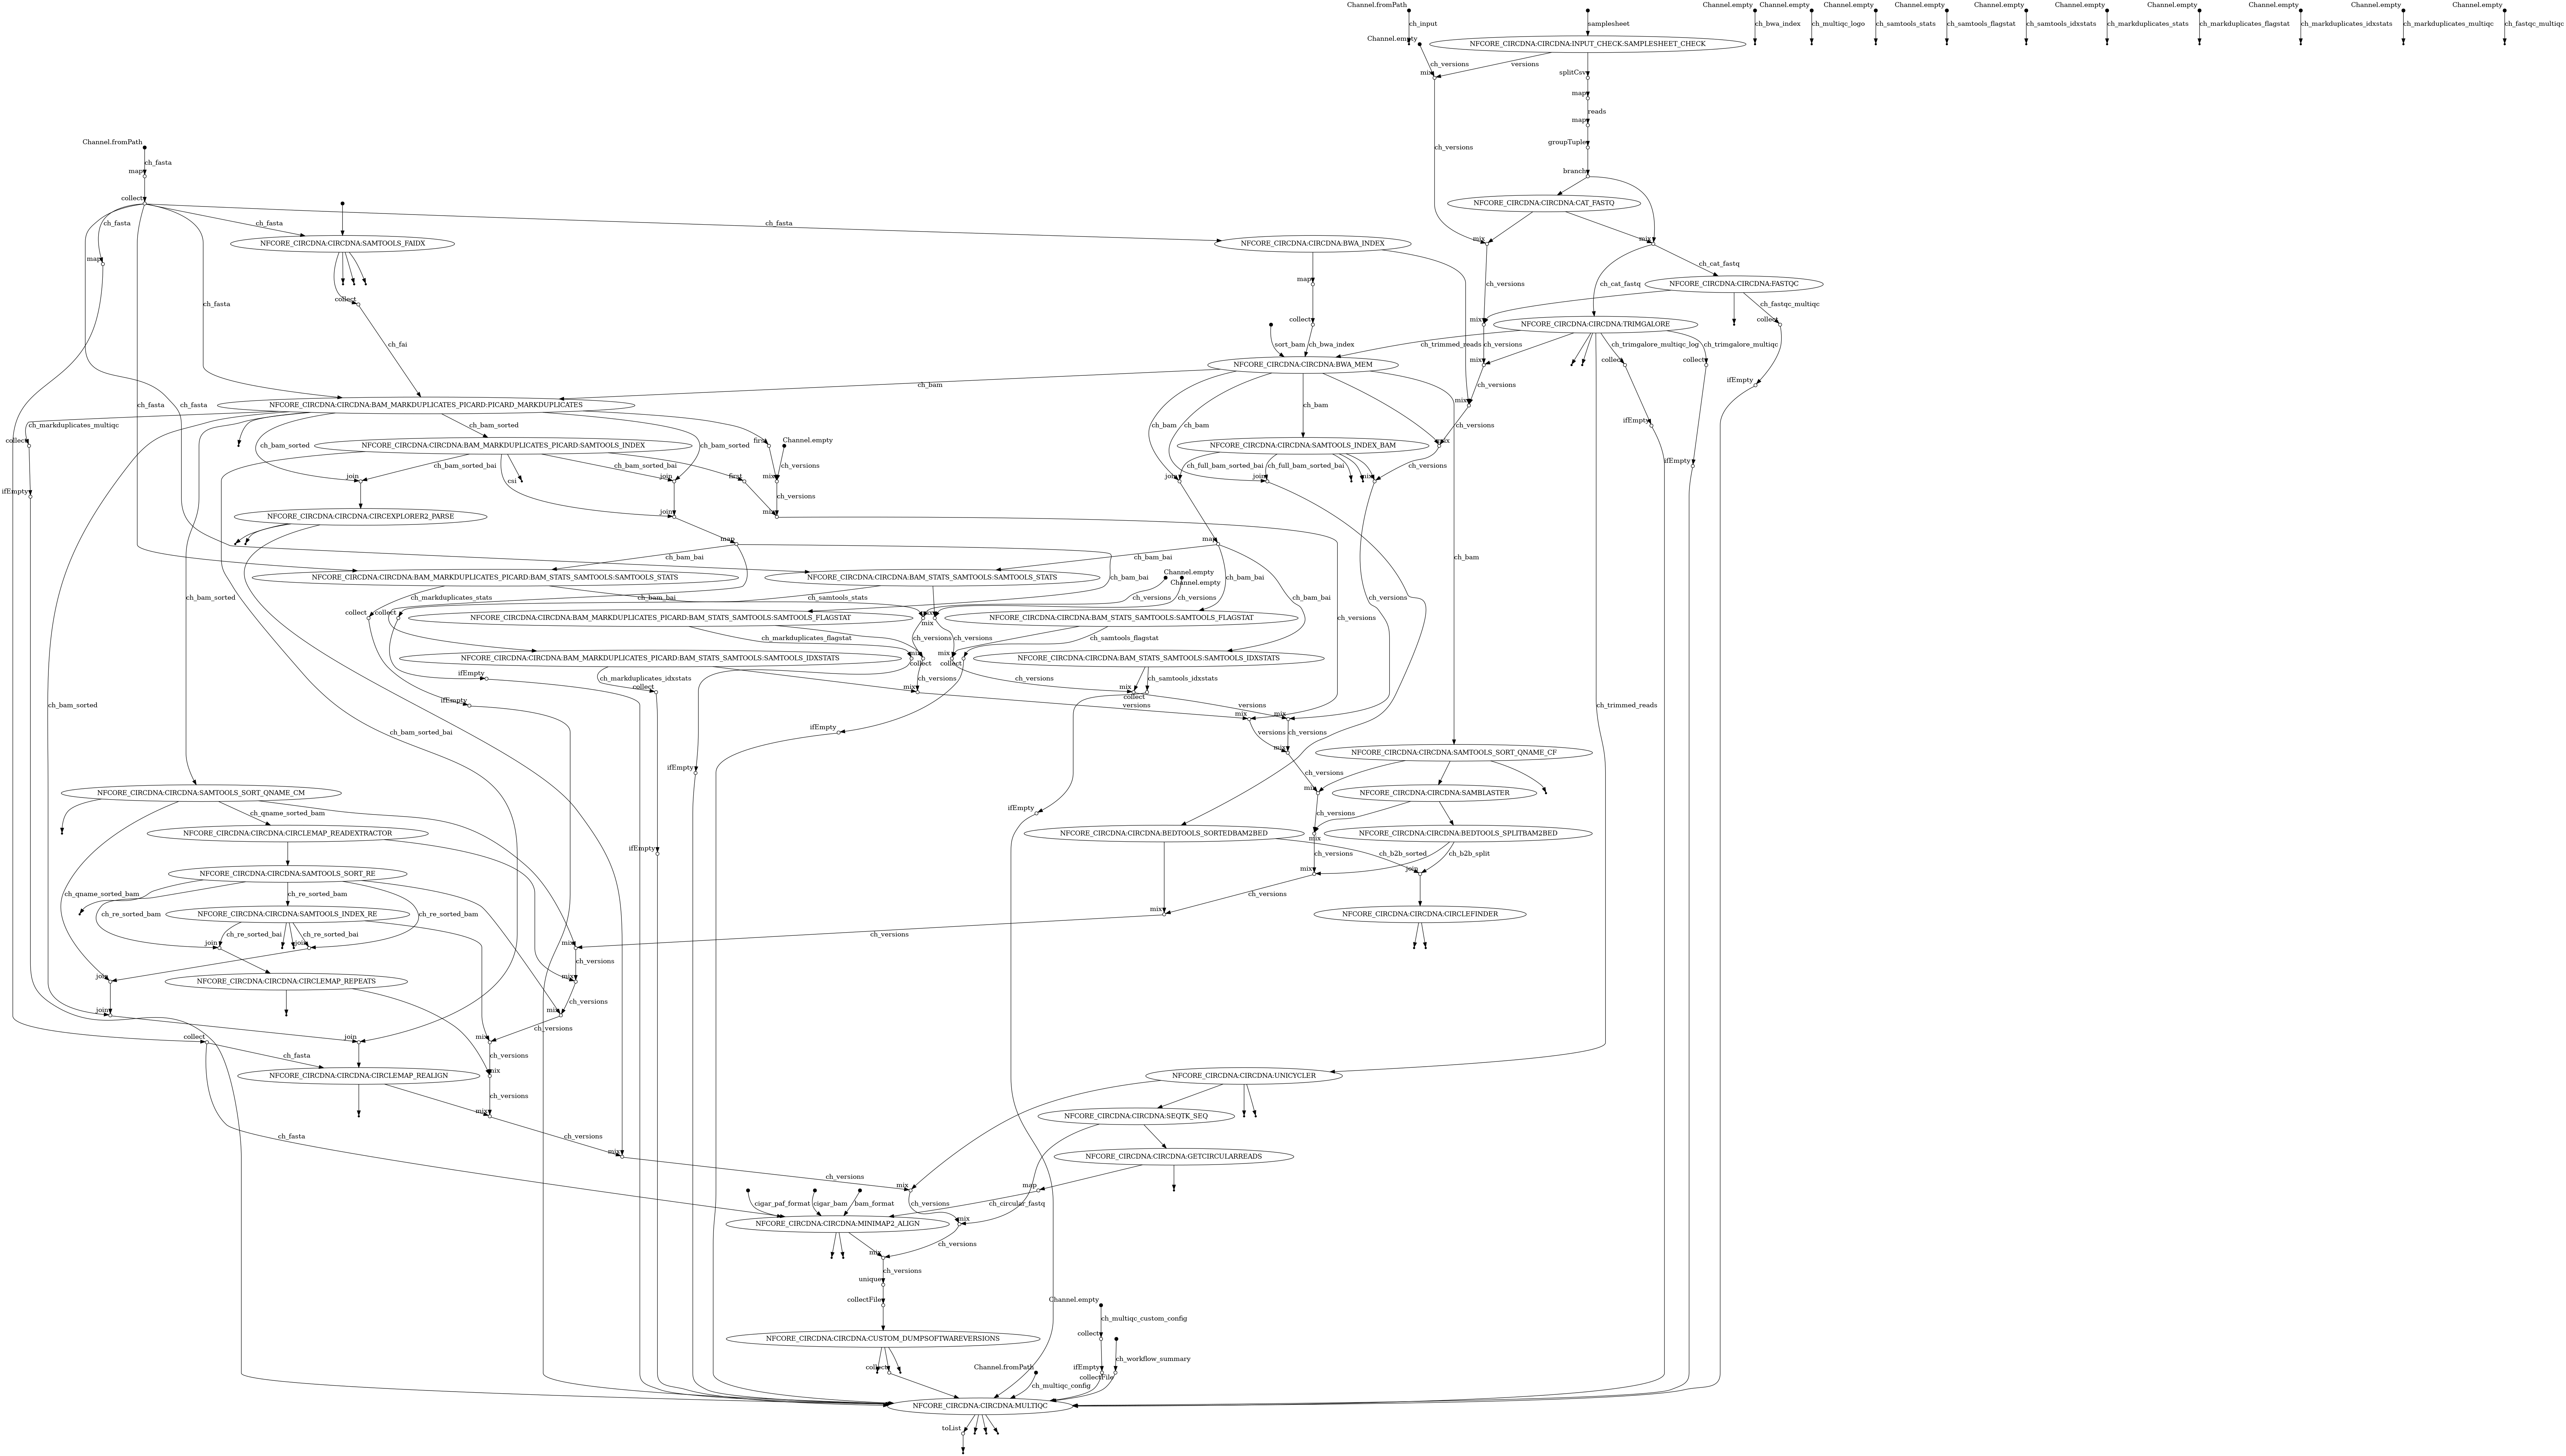 Channel.fromPath
Channel.empty
Channel.empty
Channel.empty
Channel.empty
Channel.empty
Channel.empty
Channel.empty
Channel.empty
Channel.empty
Channel.empty
ch_input
samplesheet
ch_bwa_index
ch_multiqc_logo
ch_samtools_stats
ch_samtools_flagstat
ch_samtools_idxstats
ch_markduplicates_stats
ch_markduplicates_flagstat
ch_markduplicates_idxstats
ch_markduplicates_multiqc
ch_fastqc_multiqc
Channel.empty
NFCORE_CIRCDNA:CIRCDNA:INPUT_CHECK:SAMPLESHEET_CHECK
ch_versions
versions
mix
splitCsv
map
reads
map
Channel.fromPath
groupTuple
ch_versions
ch_fasta
map
branch
collect
NFCORE_CIRCDNA:CIRCDNA:CAT_FASTQ
ch_fasta
ch_fasta
ch_fasta
NFCORE_CIRCDNA:CIRCDNA:SAMTOOLS_FAIDX
NFCORE_CIRCDNA:CIRCDNA:BWA_INDEX
mix
mix
map
ch_cat_fastq
map
ch_versions
ch_cat_fastq
NFCORE_CIRCDNA:CIRCDNA:FASTQC
collect
ch_fasta
ch_fastqc_multiqc
collect
mix
NFCORE_CIRCDNA:CIRCDNA:TRIMGALORE
collect
ch_fai
sort_bam
ch_bwa_index
ch_trimmed_reads
ch_versions
ch_trimgalore_multiqc_log
ch_trimgalore_multiqc
NFCORE_CIRCDNA:CIRCDNA:BWA_MEM
mix
collect
collect
ch_bam
ch_versions
ifEmpty
ch_fasta
ch_fasta
NFCORE_CIRCDNA:CIRCDNA:BAM_MARKDUPLICATES_PICARD:PICARD_MARKDUPLICATES
ch_bam
mix
ch_markduplicates_multiqc
ch_bam_sorted
ch_bam
ch_bam
ch_versions
ifEmpty
collect
ch_bam_sorted
NFCORE_CIRCDNA:CIRCDNA:BAM_MARKDUPLICATES_PICARD:SAMTOOLS_INDEX
ch_bam_sorted
first
Channel.empty
NFCORE_CIRCDNA:CIRCDNA:SAMTOOLS_INDEX_BAM
mix
ch_bam_sorted_bai
ch_bam_sorted_bai
ch_versions
ch_full_bam_sorted_bai
ch_full_bam_sorted_bai
ch_versions
ifEmpty
join
csi
join
first
mix
join
join
mix
ifEmpty
ch_versions
NFCORE_CIRCDNA:CIRCDNA:CIRCEXPLORER2_PARSE
join
mix
map
map
ch_bam_bai
ch_bam_bai
ch_bam
NFCORE_CIRCDNA:CIRCDNA:BAM_MARKDUPLICATES_PICARD:BAM_STATS_SAMTOOLS:SAMTOOLS_STATS
NFCORE_CIRCDNA:CIRCDNA:BAM_STATS_SAMTOOLS:SAMTOOLS_STATS
ch_bam_bai
Channel.empty
Channel.empty
ch_bam_bai
ch_bam_sorted
ch_markduplicates_stats
ch_bam_bai
ch_samtools_stats
ch_versions
ch_versions
ch_bam_bai
ch_versions
collect
collect
mix
mix
NFCORE_CIRCDNA:CIRCDNA:BAM_MARKDUPLICATES_PICARD:BAM_STATS_SAMTOOLS:SAMTOOLS_FLAGSTAT
NFCORE_CIRCDNA:CIRCDNA:BAM_STATS_SAMTOOLS:SAMTOOLS_FLAGSTAT
ch_versions
ch_markduplicates_flagstat
ch_versions
ch_versions
ch_samtools_flagstat
NFCORE_CIRCDNA:CIRCDNA:BAM_MARKDUPLICATES_PICARD:BAM_STATS_SAMTOOLS:SAMTOOLS_IDXSTATS
mix
collect
mix
collect
NFCORE_CIRCDNA:CIRCDNA:BAM_STATS_SAMTOOLS:SAMTOOLS_IDXSTATS
ifEmpty
ch_markduplicates_idxstats
ch_versions
ch_versions
ch_samtools_idxstats
collect
mix
mix
collect
ch_bam_sorted
ifEmpty
versions
versions
ch_trimmed_reads
mix
mix
ch_bam_sorted_bai
ifEmpty
versions
ch_versions
mix
NFCORE_CIRCDNA:CIRCDNA:SAMTOOLS_SORT_QNAME_CF
ifEmpty
ch_versions
NFCORE_CIRCDNA:CIRCDNA:SAMTOOLS_SORT_QNAME_CM
mix
NFCORE_CIRCDNA:CIRCDNA:SAMBLASTER
ifEmpty
ch_qname_sorted_bam
ch_versions
NFCORE_CIRCDNA:CIRCDNA:CIRCLEMAP_READEXTRACTOR
NFCORE_CIRCDNA:CIRCDNA:BEDTOOLS_SORTEDBAM2BED
mix
NFCORE_CIRCDNA:CIRCDNA:BEDTOOLS_SPLITBAM2BED
ifEmpty
ch_versions
ch_b2b_sorted
ch_b2b_split
NFCORE_CIRCDNA:CIRCDNA:SAMTOOLS_SORT_RE
mix
join
ch_qname_sorted_bam
ch_re_sorted_bam
ch_versions
ch_re_sorted_bam
NFCORE_CIRCDNA:CIRCDNA:SAMTOOLS_INDEX_RE
ch_re_sorted_bam
mix
NFCORE_CIRCDNA:CIRCDNA:CIRCLEFINDER
ch_re_sorted_bai
ch_re_sorted_bai
ch_versions
join
join
mix
ch_versions
join
NFCORE_CIRCDNA:CIRCDNA:CIRCLEMAP_REPEATS
mix
ch_versions
join
mix
ch_versions
collect
join
mix
ch_fasta
ch_versions
NFCORE_CIRCDNA:CIRCDNA:CIRCLEMAP_REALIGN
mix
NFCORE_CIRCDNA:CIRCDNA:UNICYCLER
ch_versions
mix
NFCORE_CIRCDNA:CIRCDNA:SEQTK_SEQ
ch_fasta
ch_versions
mix
NFCORE_CIRCDNA:CIRCDNA:GETCIRCULARREADS
ch_versions
mix
map
cigar_paf_format
cigar_bam
bam_format
ch_versions
ch_circular_fastq
NFCORE_CIRCDNA:CIRCDNA:MINIMAP2_ALIGN
mix
ch_versions
mix
ch_versions
unique
collectFile
Channel.empty
ch_multiqc_custom_config
NFCORE_CIRCDNA:CIRCDNA:CUSTOM_DUMPSOFTWAREVERSIONS
collect
ch_workflow_summary
collect
Channel.fromPath
ifEmpty
collectFile
ch_multiqc_config
NFCORE_CIRCDNA:CIRCDNA:MULTIQC
toList